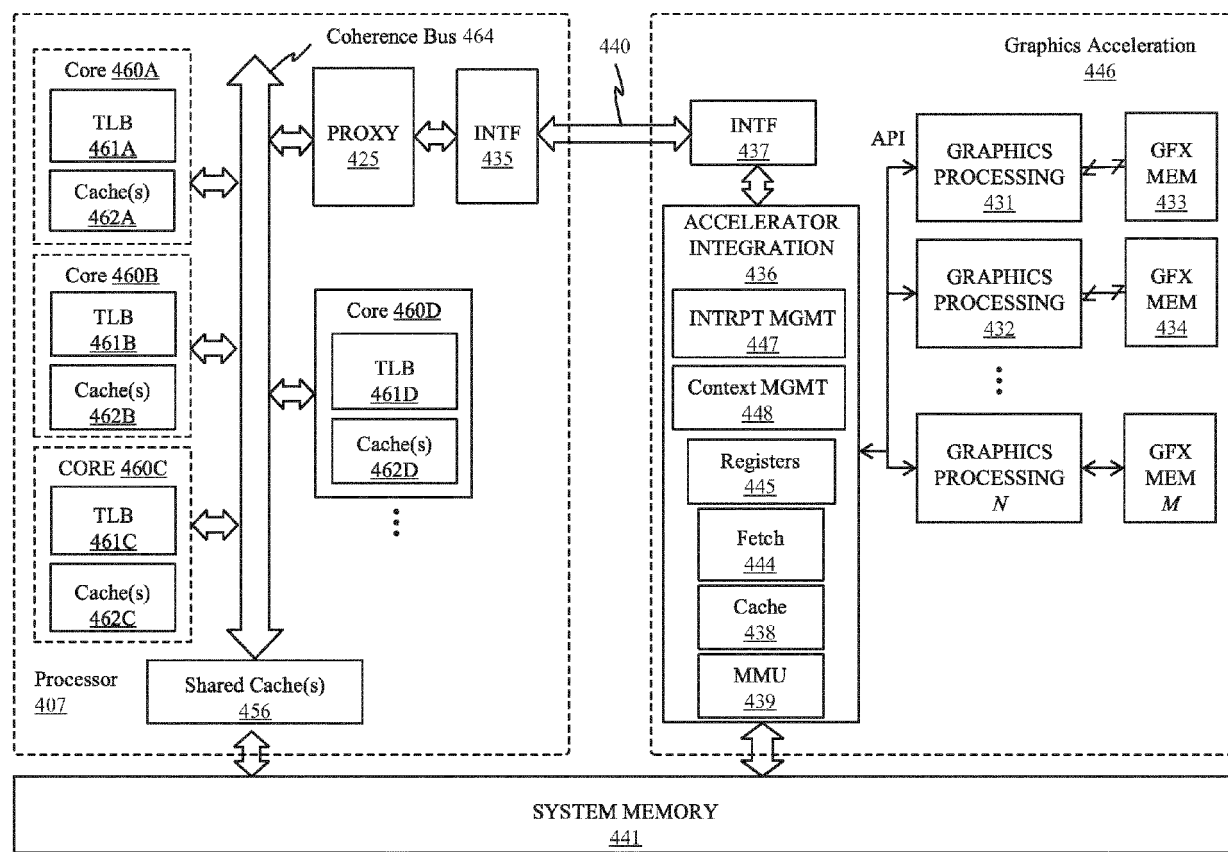 Coherence Bus 464
440
Graphics Acceleration
446
Core 460A
TLB
461A
Cache(s)
462A
PROXY
425
INTF
435
INTF
437
API
GRAPHICS
PROCESSING
431
GFX
MEM
433
ACCELERATOR
INTEGRATION
436
Core 460B
TLB
461B
Cache(s)
462B
Core 460D
TLB
461D
Cache(s)
462D
INTRPT MGMT
447
Context MGMT
448
GRAPHICS
PROCESSING
432
GFX
MEM
434
CORE 460C
TLB
461C
Cache(s)
462C
Registers
445
Fetch
444
Cache
438
MMU
439
GRAPHICS
PROCESSING
N
GFX
MEM
M
Processor
407
Shared Cache(s)
456
SYSTEM MEMORY
441